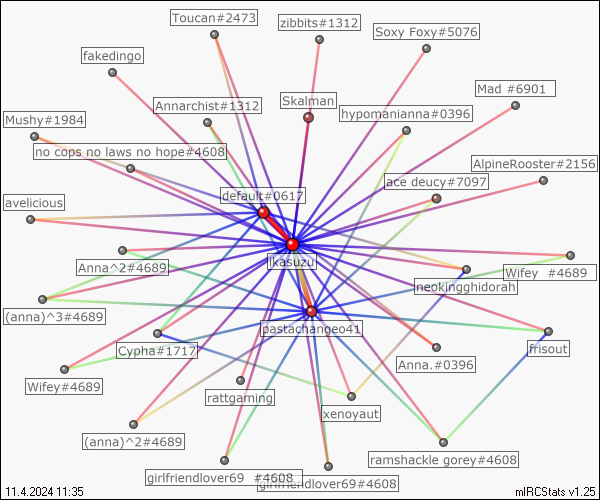 Toucan#2473
zibbits#1312
Soxy Foxy#5076
fakedingo
Mad #6901
Skalman
Annarchist#1312
hypomanianna#0396
Mushy#1984
no cops no laws no hope#4608
AlpineRooster#2156
ace deucy#7097
default#0617
avelicious
ikasuzu
Anna^2#4689
Wifey #4689
neokingghidorah
(anna)^3#4689
pastachangeo41
Cypha#1717
frisout
Anna.#0396
Wifey#4689
rattgaming
xenoyaut
(anna)^2#4689
ramshackle gorey#4608
girlfriendlover69 #4608
girlfriendlover69#4608
11.4.2024 11:35
mIRCStats v1.25